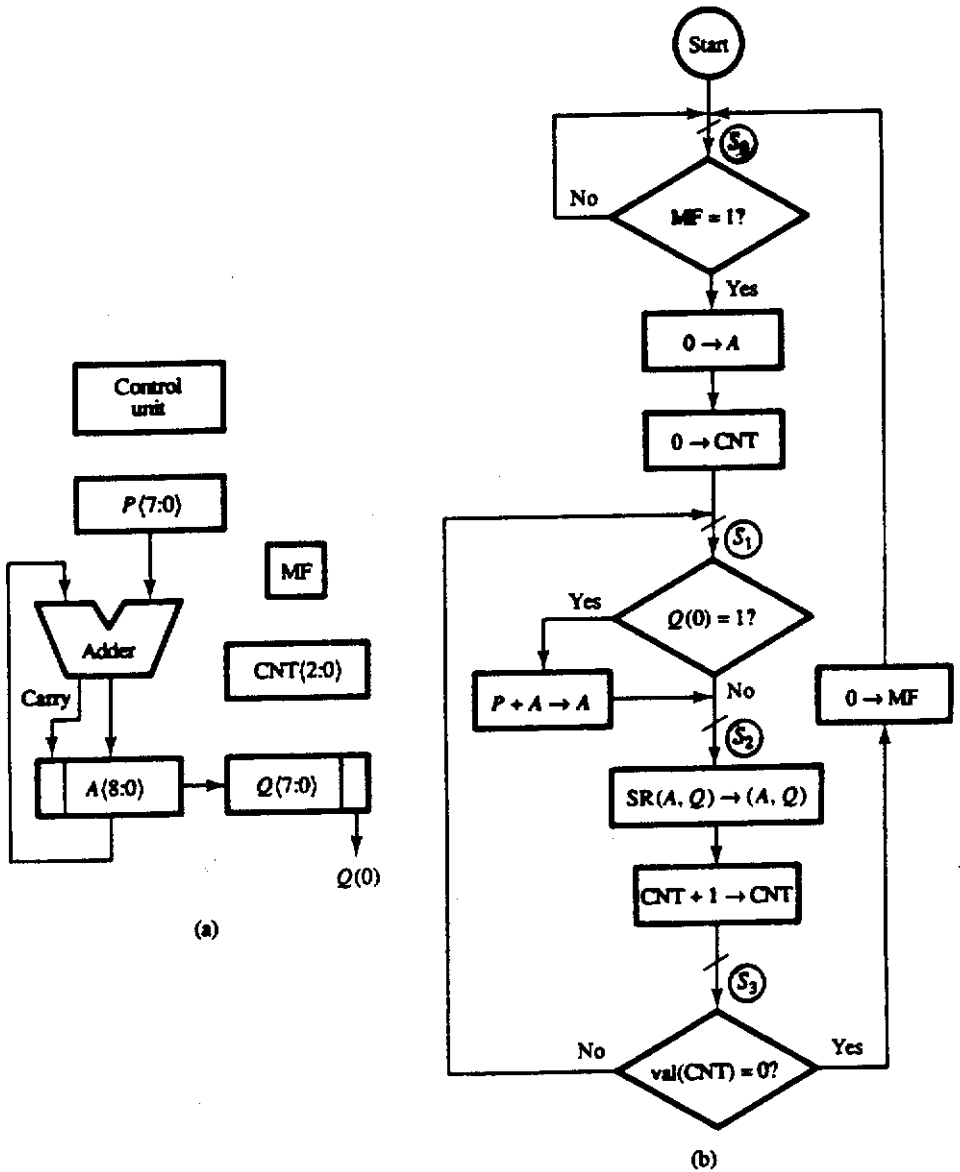 Control
unit
P(7:0)
MF
Adder
CNT(2:0)
Carry
A(8:0)
Q(7:0)
Q(0)
(a)
Start
S0
No
MF = 1?
Yes
0 → A
0 → CNT
S1
Yes
Q(0) = 1?
P + A → A
No
0 → MF
S2
SR(A, Q) → (A, Q)
CNT + 1 → CNT
S3
No
Yes
val(CNT) = 0?
(b)